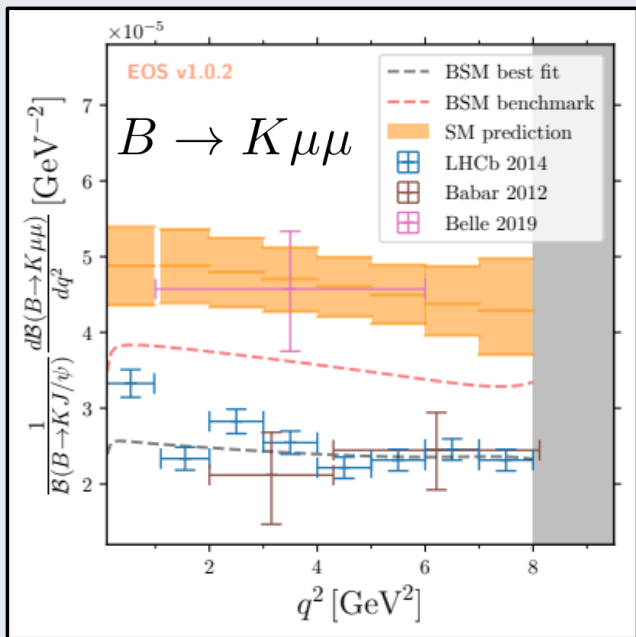 ×10⁻⁵
EOS v1.0.2
B → Kμμ
BSM best fit
BSM benchmark
SM prediction
LHCb 2014
Babar 2012
Belle 2019
1/𝓑(B→KJ/ψ) d𝓑(B→Kμμ)/dq² [GeV⁻²]
7
6
5
4
3
2
2 4 6 8
q² [GeV²]